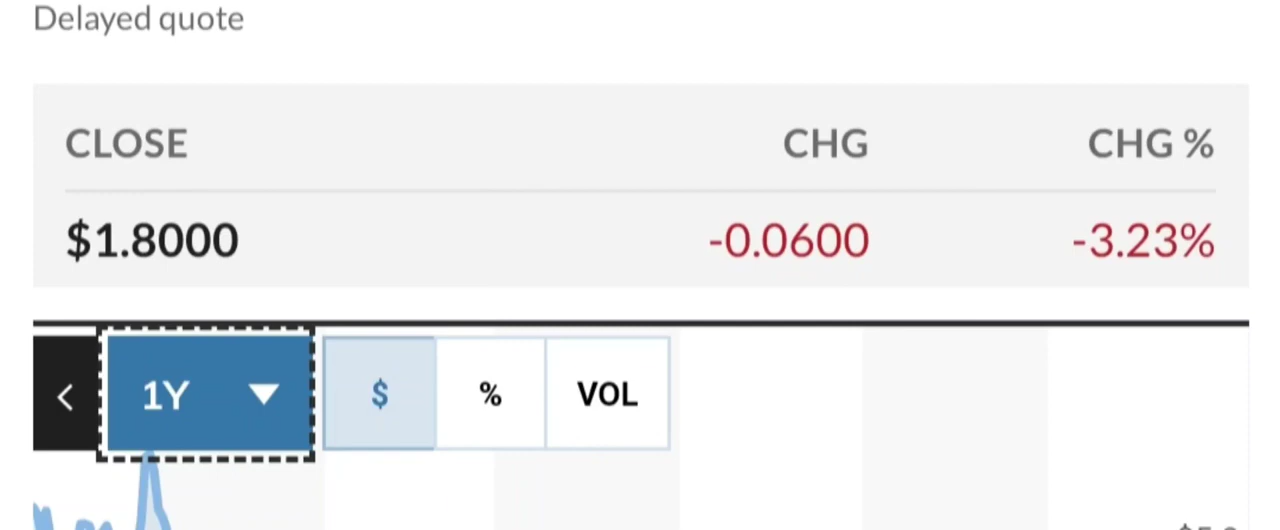 Delayed quote
CLOSE CHG CHG %
$1.8000 -0.0600 -3.23%
1Y $ % VOL